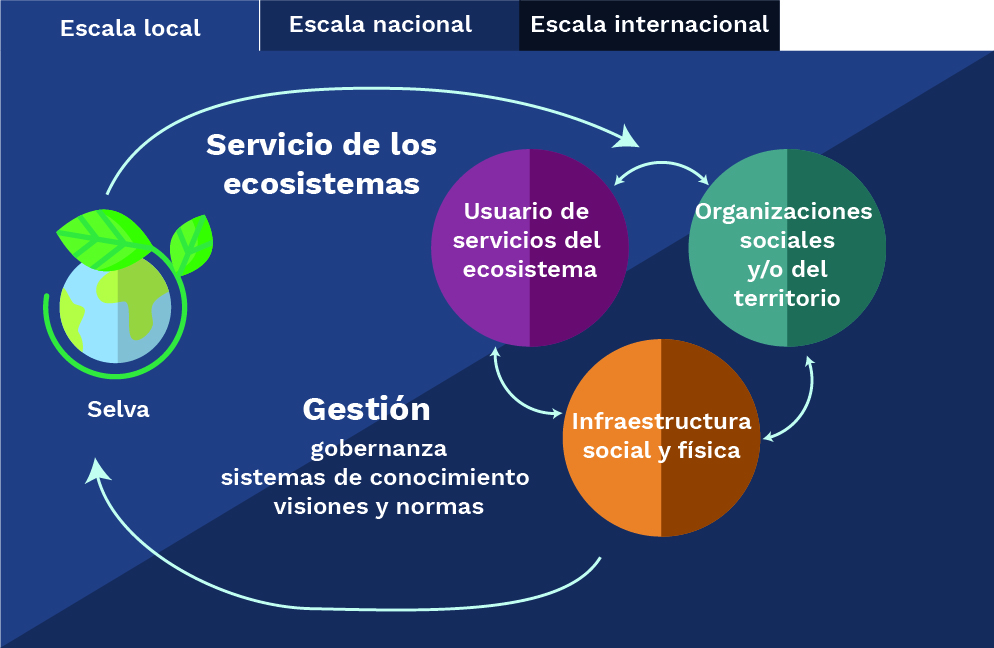 Escala local
Escala nacional
Escala internacional
Servicio de los
ecosistemas
Usuario de
servicios del
ecosistema
Organizaciones
sociales
y/o del
territorio
Selva
Gestión
gobernanza
sistemas de conocimiento
visiones y normas
Infraestructura
social y física